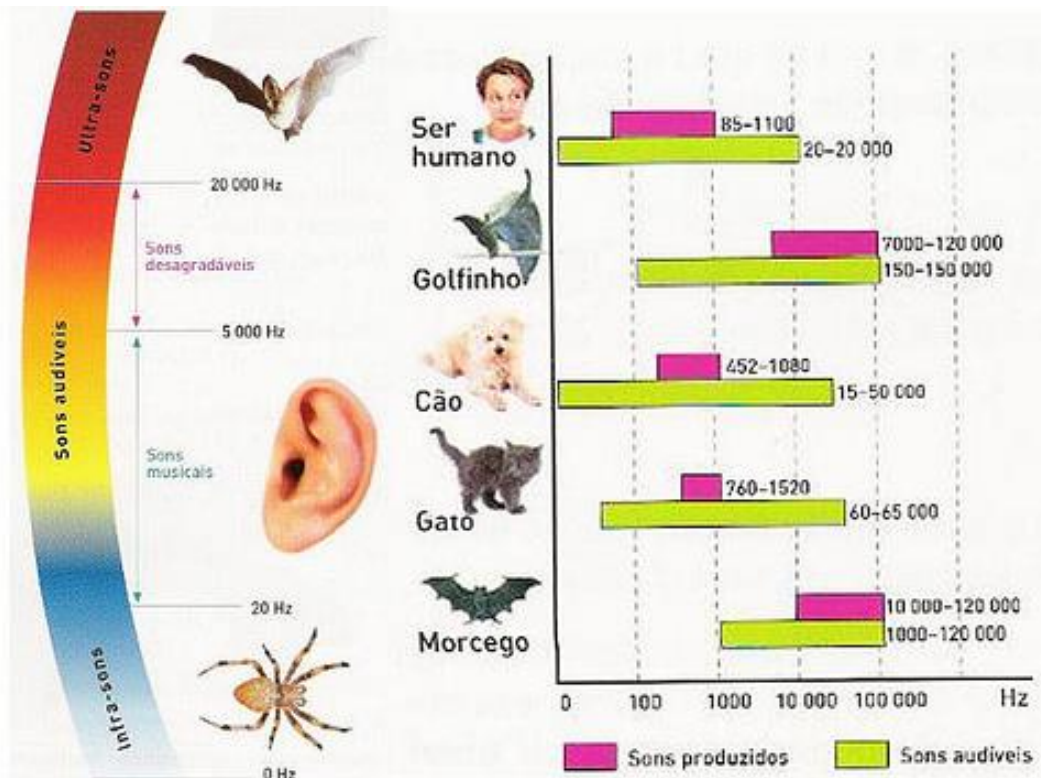 Ultra-sons
20 000 Hz
Sons
desagradáveis
5 000 Hz
Sons audíveis
Sons
musicais
20 Hz
Infra-sons
0 Hz
Ser
humano
85-1100
20-20 000
Golfinho
7000-120 000
150-150 000
Cão
452-1080
15-50 000
Gato
760-1520
60-65 000
Morcego
10 000-120 000
1000-120 000
0 100 1000 10 000 100 000 Hz
Sons produzidos Sons audíveis